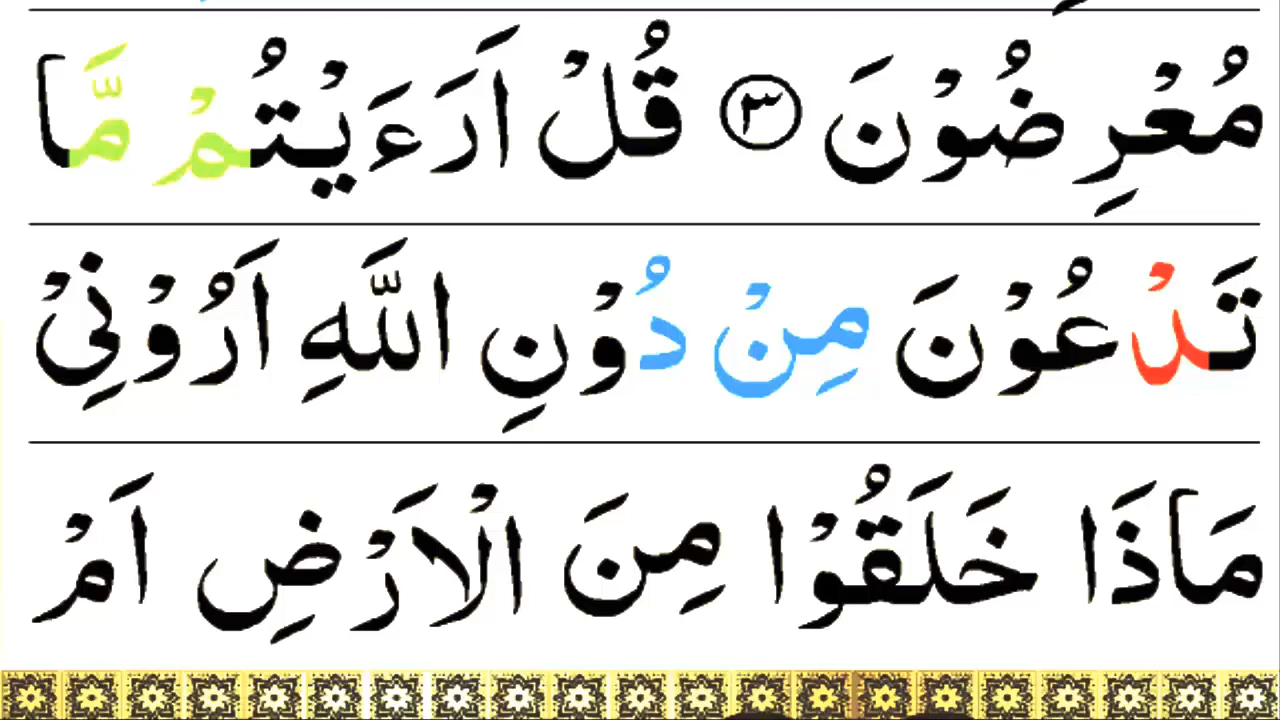 مُعْرِضُوْنَ ۝٣ قُلْ اَرَءَيْتُمْ مَّا
تَدْعُوْنَ مِنْ دُوْنِ اللّٰهِ اَرُوْنِيْ
مَاذَا خَلَقُوْا مِنَ الْاَرْضِ اَمْ